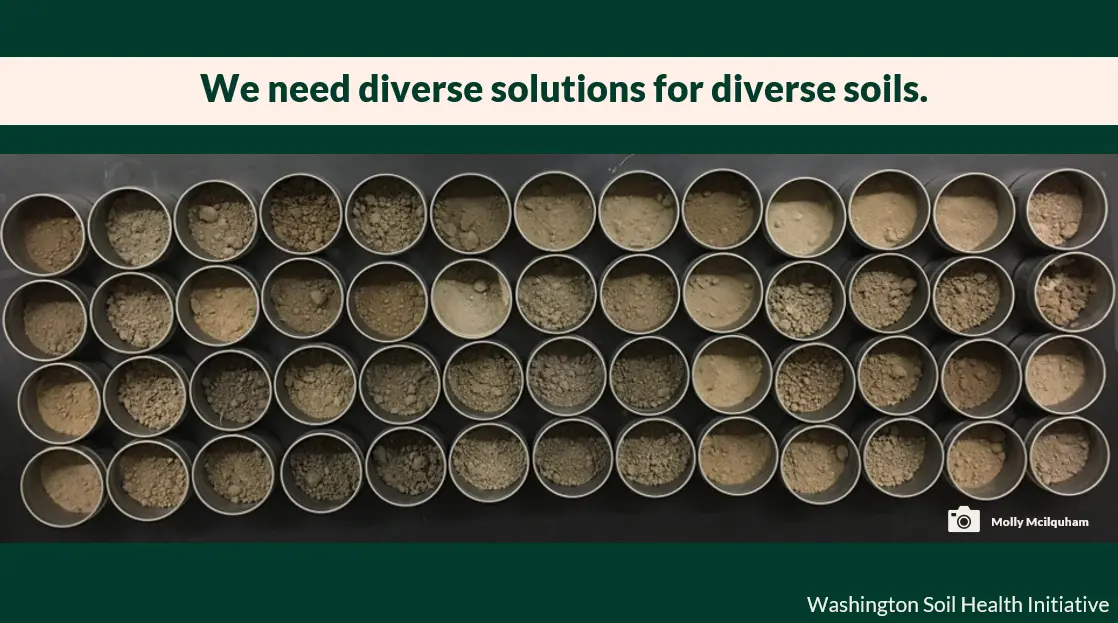 We need diverse solutions for diverse soils.
Molly Mcilquham
Washington Soil Health Initiative